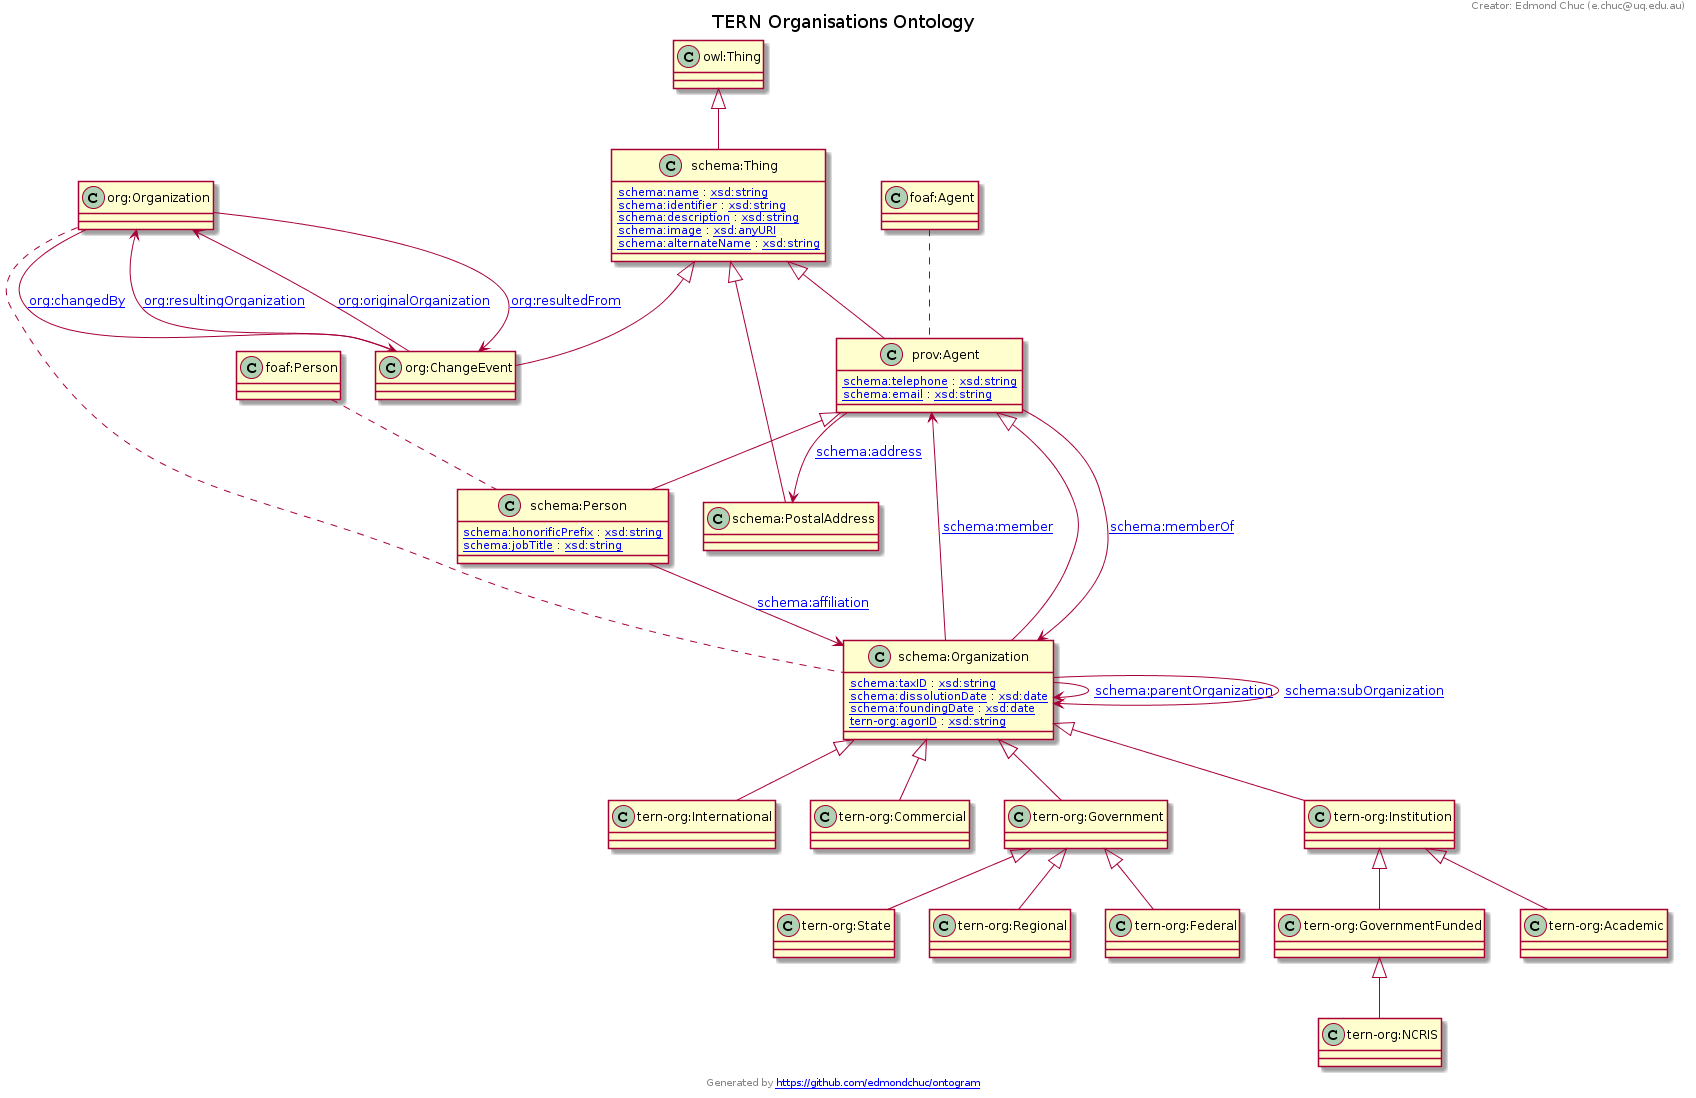 Creator: Edmond Chuc (e.chuc@uq.edu.au)
TERN Organisations Ontology
C owl:Thing
C schema:Thing
schema:name : xsd:string
schema:identifier : xsd:string
schema:description : xsd:string
schema:image : xsd:anyURI
schema:alternateName : xsd:string
C org:Organization
C foaf:Agent
org:changedBy
org:resultingOrganization
org:originalOrganization
org:resultedFrom
C foaf:Person
C org:ChangeEvent
C prov:Agent
schema:telephone : xsd:string
schema:email : xsd:string
schema:address
C schema:Person
schema:honorificPrefix : xsd:string
schema:jobTitle : xsd:string
C schema:PostalAddress
schema:member
schema:memberOf
schema:affiliation
C schema:Organization
schema:taxID : xsd:string
schema:dissolutionDate : xsd:date
schema:foundingDate : xsd:date
tern-org:agorID : xsd:string
schema:parentOrganization
schema:subOrganization
C tern-org:International
C tern-org:Commercial
C tern-org:Government
C tern-org:Institution
C tern-org:State
C tern-org:Regional
C tern-org:Federal
C tern-org:GovernmentFunded
C tern-org:Academic
C tern-org:NCRIS
Generated by https://github.com/edmondchuc/ontogram